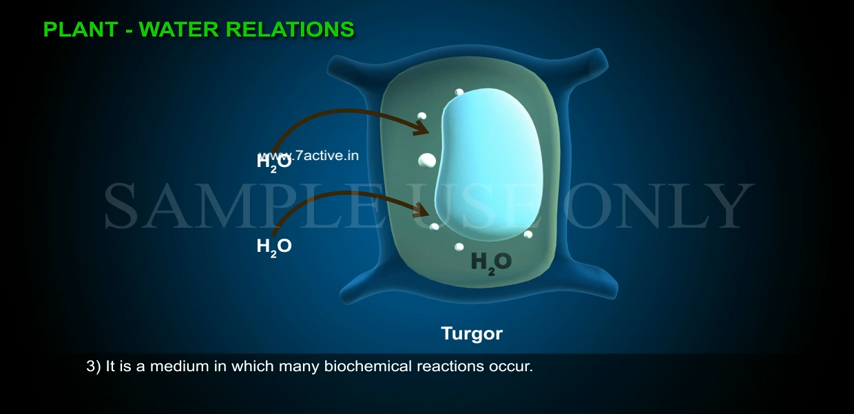 PLANT - WATER RELATIONS
H₂O
www.7active.in
SAMPLE USE ONLY
H₂O
H₂O
Turgor
3) It is a medium in which many biochemical reactions occur.